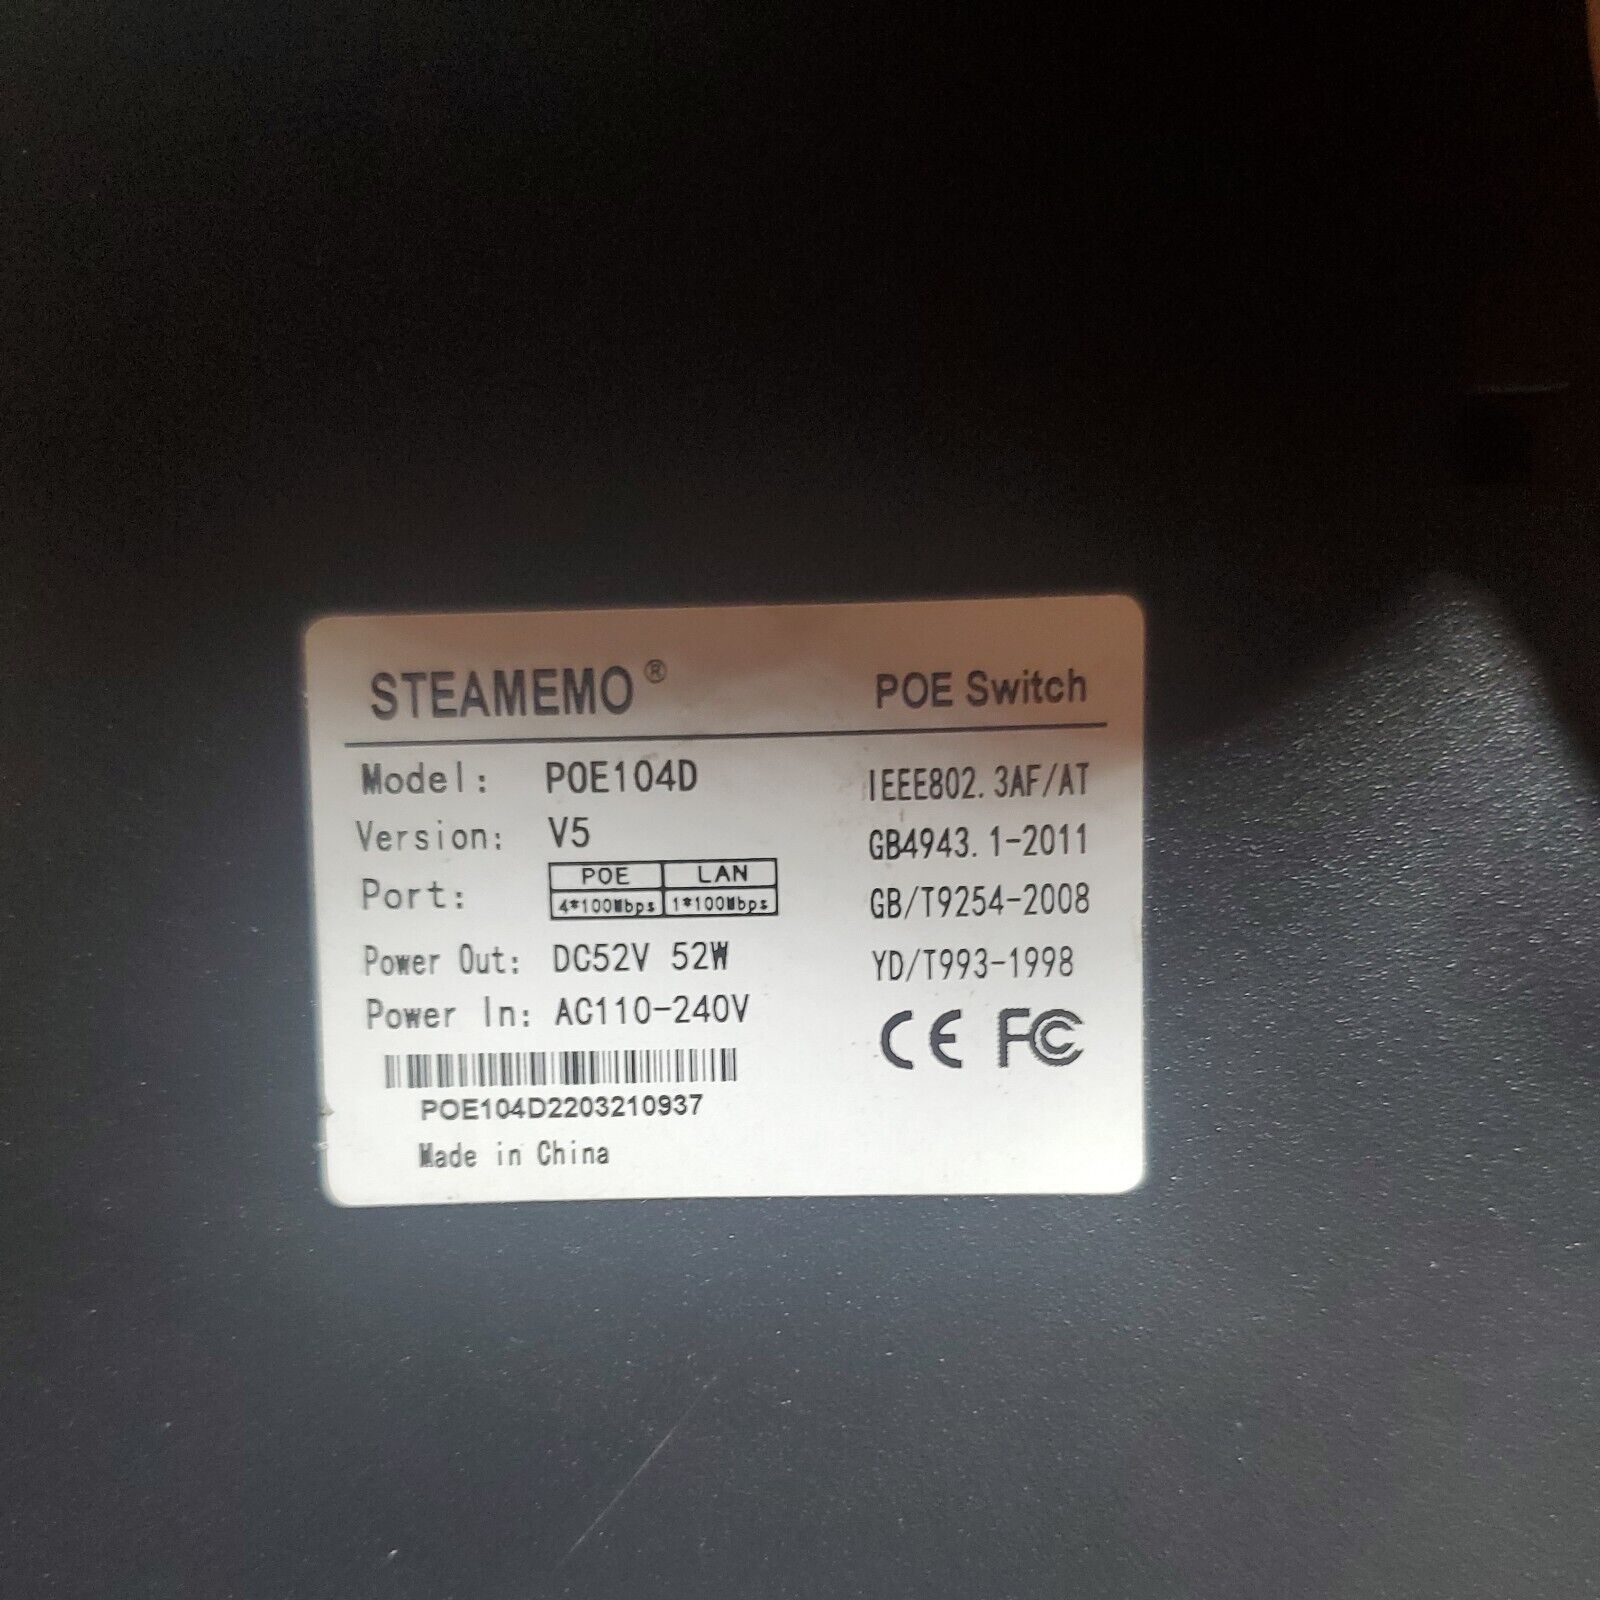 STEAMEMO® POE Switch
Model: POE104D IEEE802.3AF/AT
Version: V5 GB4943.1-2011
Port: POE LAN
4*100Mbps 1*100Mbps GB/T9254-2008
Power Out: DC52V 52W YD/T993-1998
Power In: AC110-240V
CE FC
POE104D2203210937
Made in China